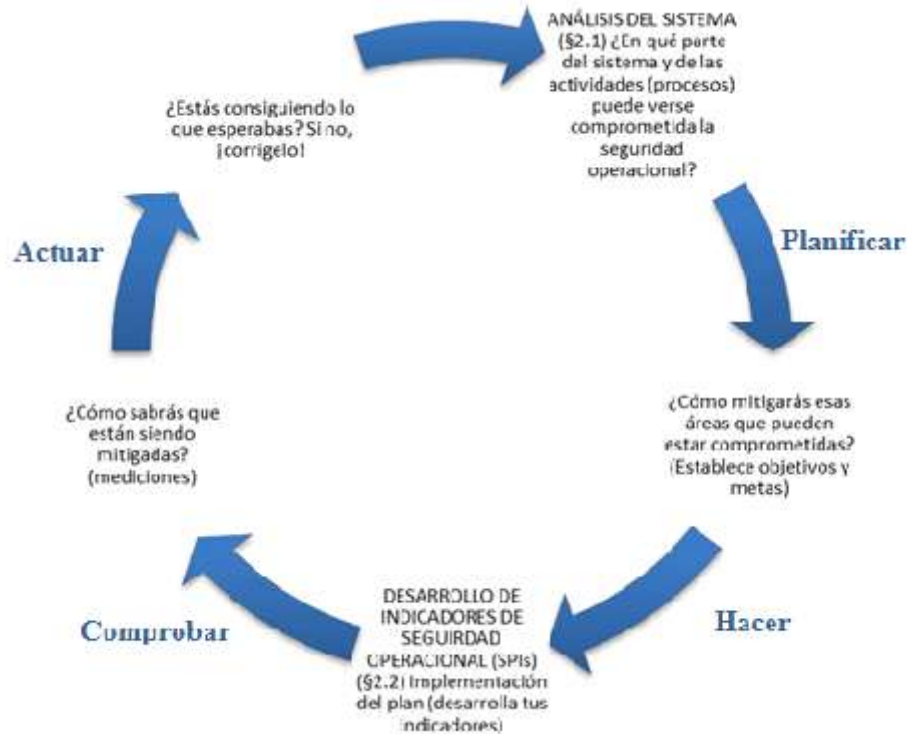 ANÁLISIS DEL SISTEMA
(§2.1) ¿En qué parte
del sistema y de las
actividades (procesos)
puede verse
comprometida la
seguridad
operacional?
Planificar
¿Cómo mitigarás esas
áreas que pueden
estar comprometidas?
(Establece objetivos y
metas)
Hacer
DESARROLLO DE
INDICADORES DE
SEGUIRDAD
OPERACIONAL (SPIs)
(§2.2) Implementación
del plan (desarrolla tus
indicadores)
Comprobar
¿Cómo sabrás que
están siendo
mitigadas?
(mediciones)
Actuar
¿Estás consiguiendo lo
que esperabas? Si no,
¡corrigelo!